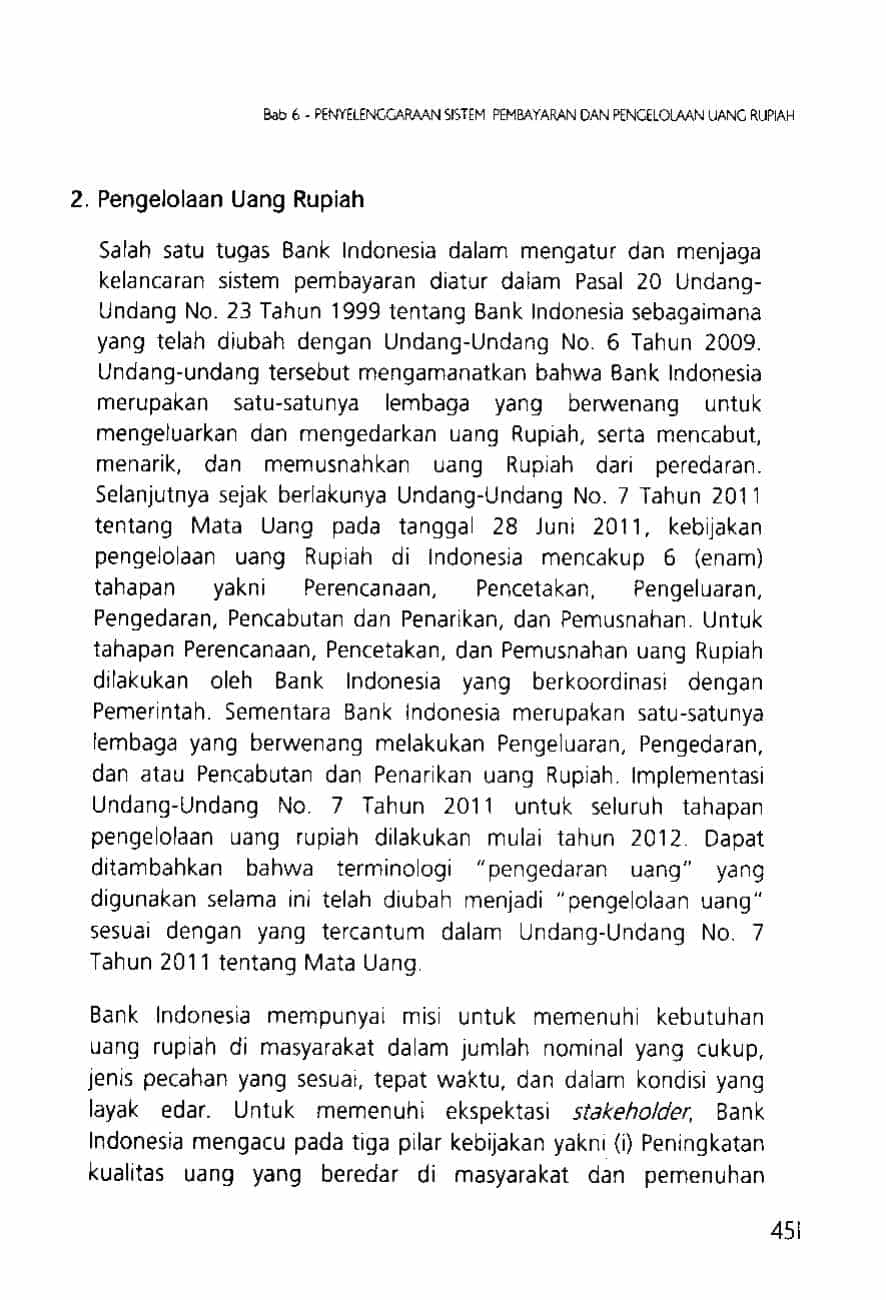 Bab 6 - PENYELENGGARAAN SISTEM PEMBAYARAN DAN PENGELOLAAN UANG RUPIAH
2. Pengelolaan Uang Rupiah
Salah satu tugas Bank Indonesia dalam mengatur dan menjaga
kelancaran sistem pembayaran diatur dalam Pasal 20 Undang-
Undang No. 23 Tahun 1999 tentang Bank Indonesia sebagaimana
yang telah diubah dengan Undang-Undang No. 6 Tahun 2009.
Undang-undang tersebut mengamanatkan bahwa Bank Indonesia
merupakan satu-satunya lembaga yang berwenang untuk
mengeluarkan dan mengedarkan uang Rupiah, serta mencabut,
menarik, dan memusnahkan uang Rupiah dari peredaran.
Selanjutnya sejak berlakunya Undang-Undang No. 7 Tahun 2011
tentang Mata Uang pada tanggal 28 Juni 2011, kebijakan
pengelolaan uang Rupiah di Indonesia mencakup 6 (enam)
tahapan yakni Perencanaan, Pencetakan, Pengeluaran,
Pengedaran, Pencabutan dan Penarikan, dan Pemusnahan. Untuk
tahapan Perencanaan, Pencetakan, dan Pemusnahan uang Rupiah
dilakukan oleh Bank Indonesia yang berkoordinasi dengan
Pemerintah. Sementara Bank Indonesia merupakan satu-satunya
lembaga yang berwenang melakukan Pengeluaran, Pengedaran,
dan atau Pencabutan dan Penarikan uang Rupiah. Implementasi
Undang-Undang No. 7 Tahun 2011 untuk seluruh tahapan
pengelolaan uang rupiah dilakukan mulai tahun 2012. Dapat
ditambahkan bahwa terminologi "pengedaran uang" yang
digunakan selama ini telah diubah menjadi "pengelolaan uang"
sesuai dengan yang tercantum dalam Undang-Undang No. 7
Tahun 2011 tentang Mata Uang.
Bank Indonesia mempunyai misi untuk memenuhi kebutuhan
uang rupiah di masyarakat dalam jumlah nominal yang cukup,
jenis pecahan yang sesuai, tepat waktu, dan dalam kondisi yang
layak edar. Untuk memenuhi ekspektasi stakeholder, Bank
Indonesia mengacu pada tiga pilar kebijakan yakni (i) Peningkatan
kualitas uang yang beredar di masyarakat dan pemenuhan
451